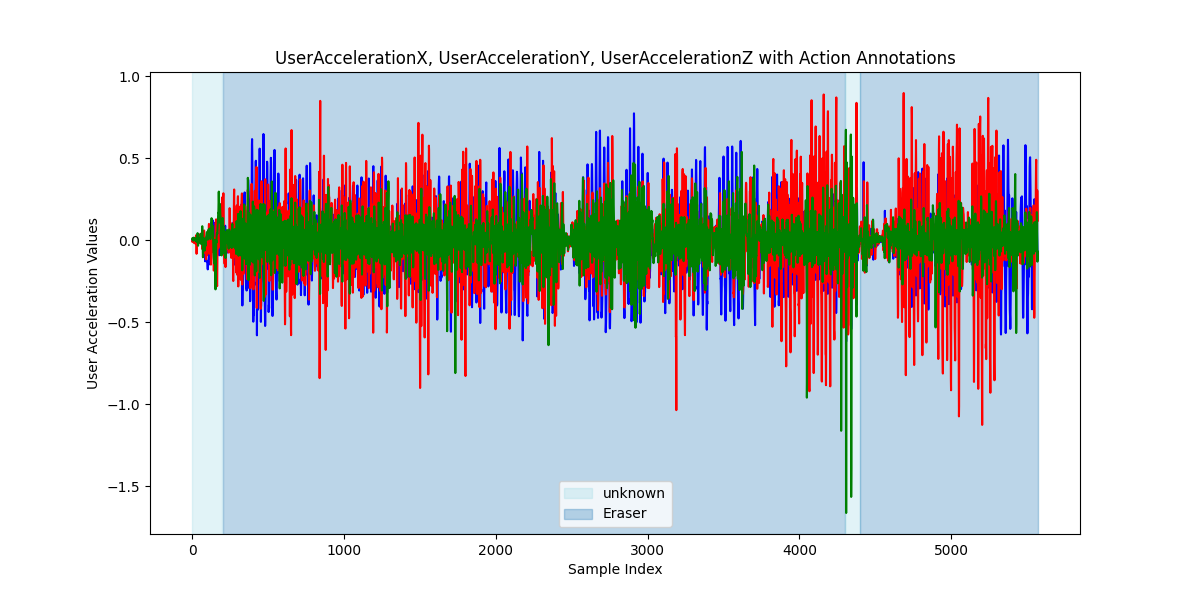 UserAccelerationX, UserAccelerationY, UserAccelerationZ with Action Annotations
User Acceleration Values
1.0
0.5
0.0
−0.5
−1.0
−1.5
unknown
Eraser
0
1000
2000
3000
4000
5000
Sample Index